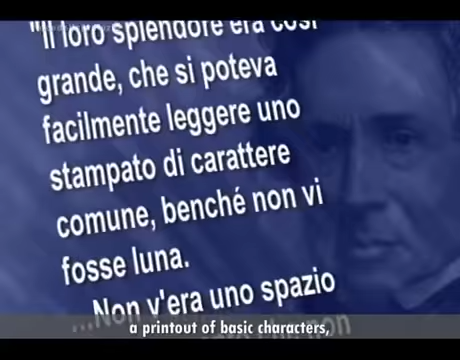 "Il loro splendore era così
grande, che si poteva
facilmente leggere uno
stampato di carattere
comune, benché non vi
fosse luna.
...Non v'era uno spazio
a printout of basic characters,
non